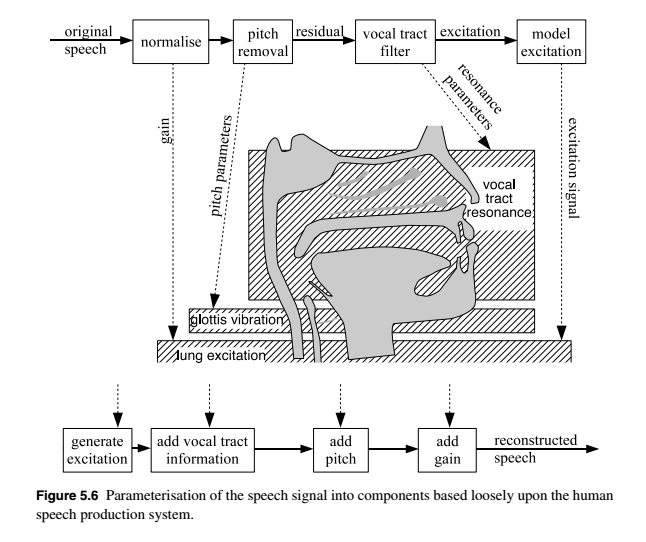 original
speech
normalise
pitch
removal
residual
vocal tract
filter
excitation
model
excitation
gain
pitch parameters
resonance
parameters
excitation signal
vocal
tract
resonance
glottis vibration
lung excitation
generate
excitation
add vocal tract
information
add
pitch
add
gain
reconstructed
speech
Figure 5.6 Parameterisation of the speech signal into components based loosely upon the human
speech production system.